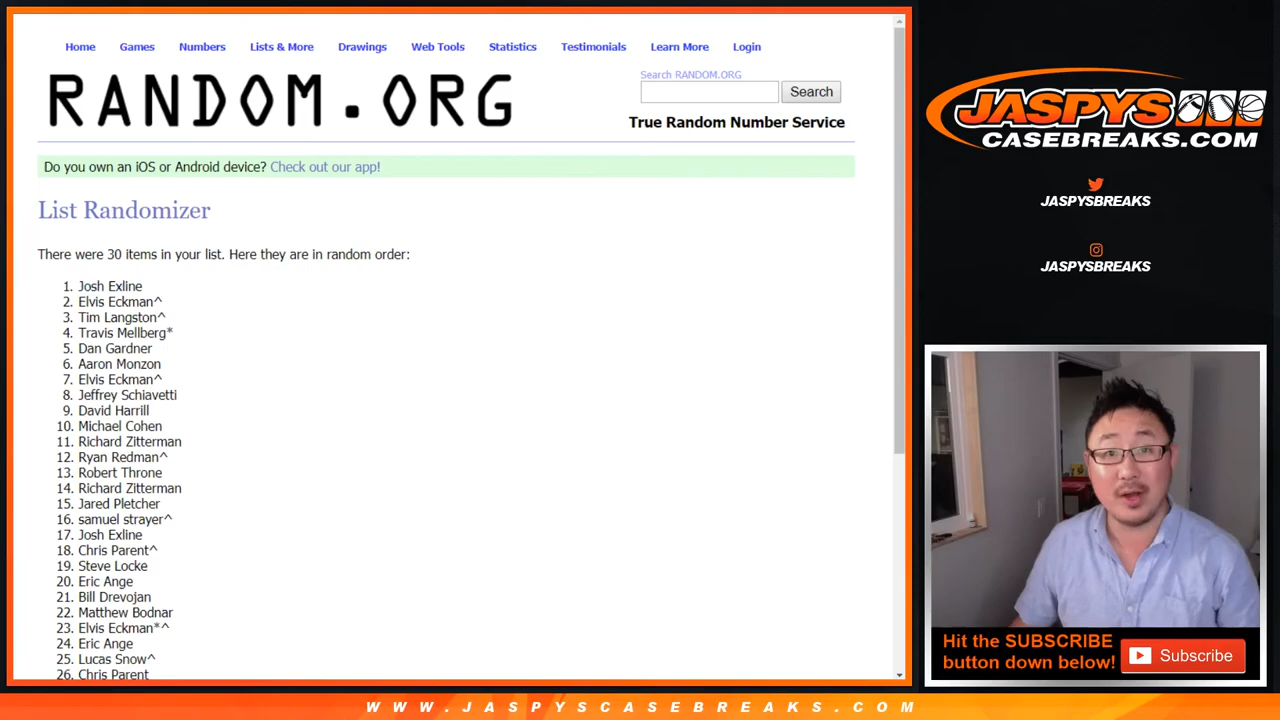 Home Games Numbers Lists & More Drawings Web Tools Statistics Testimonials Learn More Login
RANDOM.ORG
Search RANDOM.ORG
Search
True Random Number Service
Do you own an iOS or Android device? Check out our app!
List Randomizer
There were 30 items in your list. Here they are in random order:
1. Josh Exline
2. Elvis Eckman^
3. Tim Langston^
4. Travis Mellberg*
5. Dan Gardner
6. Aaron Monzon
7. Elvis Eckman^
8. Jeffrey Schiavetti
9. David Harrill
10. Michael Cohen
11. Richard Zitterman
12. Ryan Redman^
13. Robert Throne
14. Richard Zitterman
15. Jared Pletcher
16. samuel strayer^
17. Josh Exline
18. Chris Parent^
19. Steve Locke
20. Eric Ange
21. Bill Drevojan
22. Matthew Bodnar
23. Elvis Eckman*^
24. Eric Ange
25. Lucas Snow^
26. Chris Parent
JASPYS
CASEBREAKS.COM
JASPYSBREAKS
JASPYSBREAKS
Hit the SUBSCRIBE
button down below!
Subscribe
WWW.JASPYSCASEBREAKS.COM